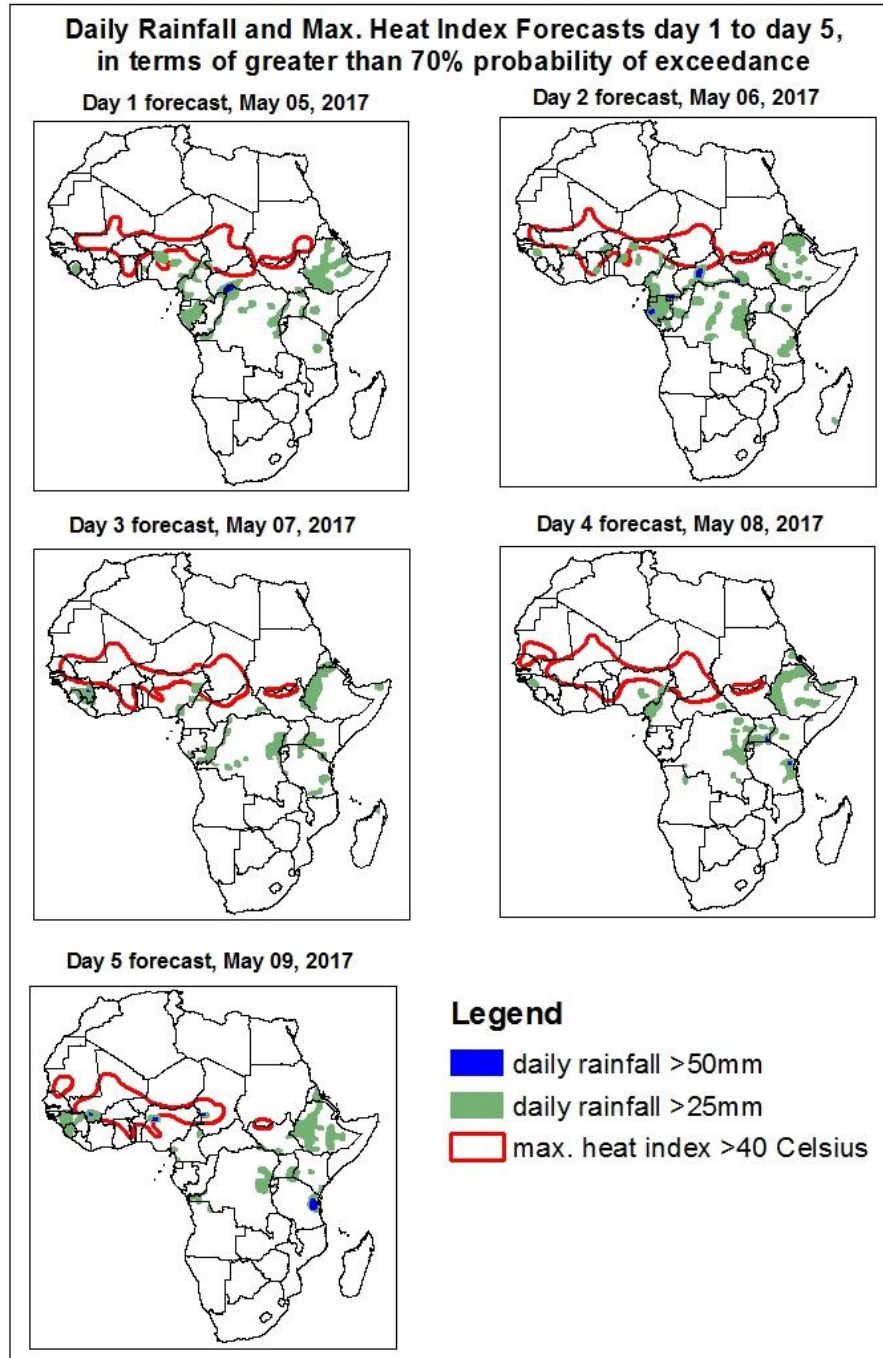 Daily Rainfall and Max. Heat Index Forecasts day 1 to day 5,
in terms of greater than 70% probability of exceedance
Day 1 forecast, May 05, 2017
Day 2 forecast, May 06, 2017
Day 3 forecast, May 07, 2017
Day 4 forecast, May 08, 2017
Day 5 forecast, May 09, 2017
Legend
daily rainfall >50mm
daily rainfall >25mm
max. heat index >40 Celsius